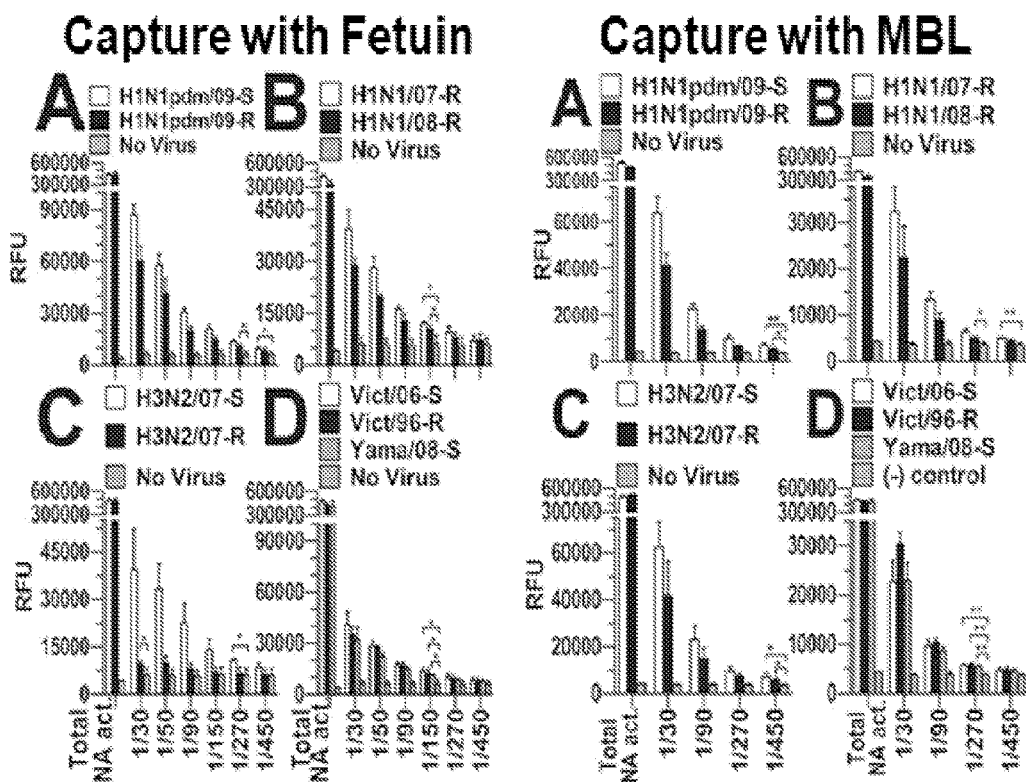 Capture with Fetuin
Capture with MBL
A
H1N1pdm/09-S
H1N1pdm/09-R
No Virus
600000
300000
90000
60000
30000
0
RFU
B
H1N1/07-R
H1N1/08-R
No Virus
600000
300000
45000
30000
15000
0
A
H1N1pdm/09-S
H1N1pdm/09-R
No Virus
600000
300000
60000
40000
20000
0
RFU
B
H1N1/07-R
H1N1/08-R
No Virus
600000
300000
30000
20000
10000
0
C
H3N2/07-S
H3N2/07-R
No Virus
600000
300000
45000
30000
15000
0
RFU
Total NA act.
1/30
1/50
1/90
1/150
1/270
1/450
D
Vict/06-S
Vict/96-R
Yama/08-S
No Virus
600000
300000
90000
60000
30000
0
Total NA act.
1/30
1/50
1/90
1/150
1/270
1/450
C
H3N2/07-S
H3N2/07-R
No Virus
600000
300000
60000
40000
20000
0
RFU
Total NA act.
1/30
1/90
1/270
1/450
D
Vict/06-S
Vict/96-R
Yama/08-S
(-) control
600000
300000
30000
20000
10000
0
Total NA act.
1/30
1/90
1/270
1/450